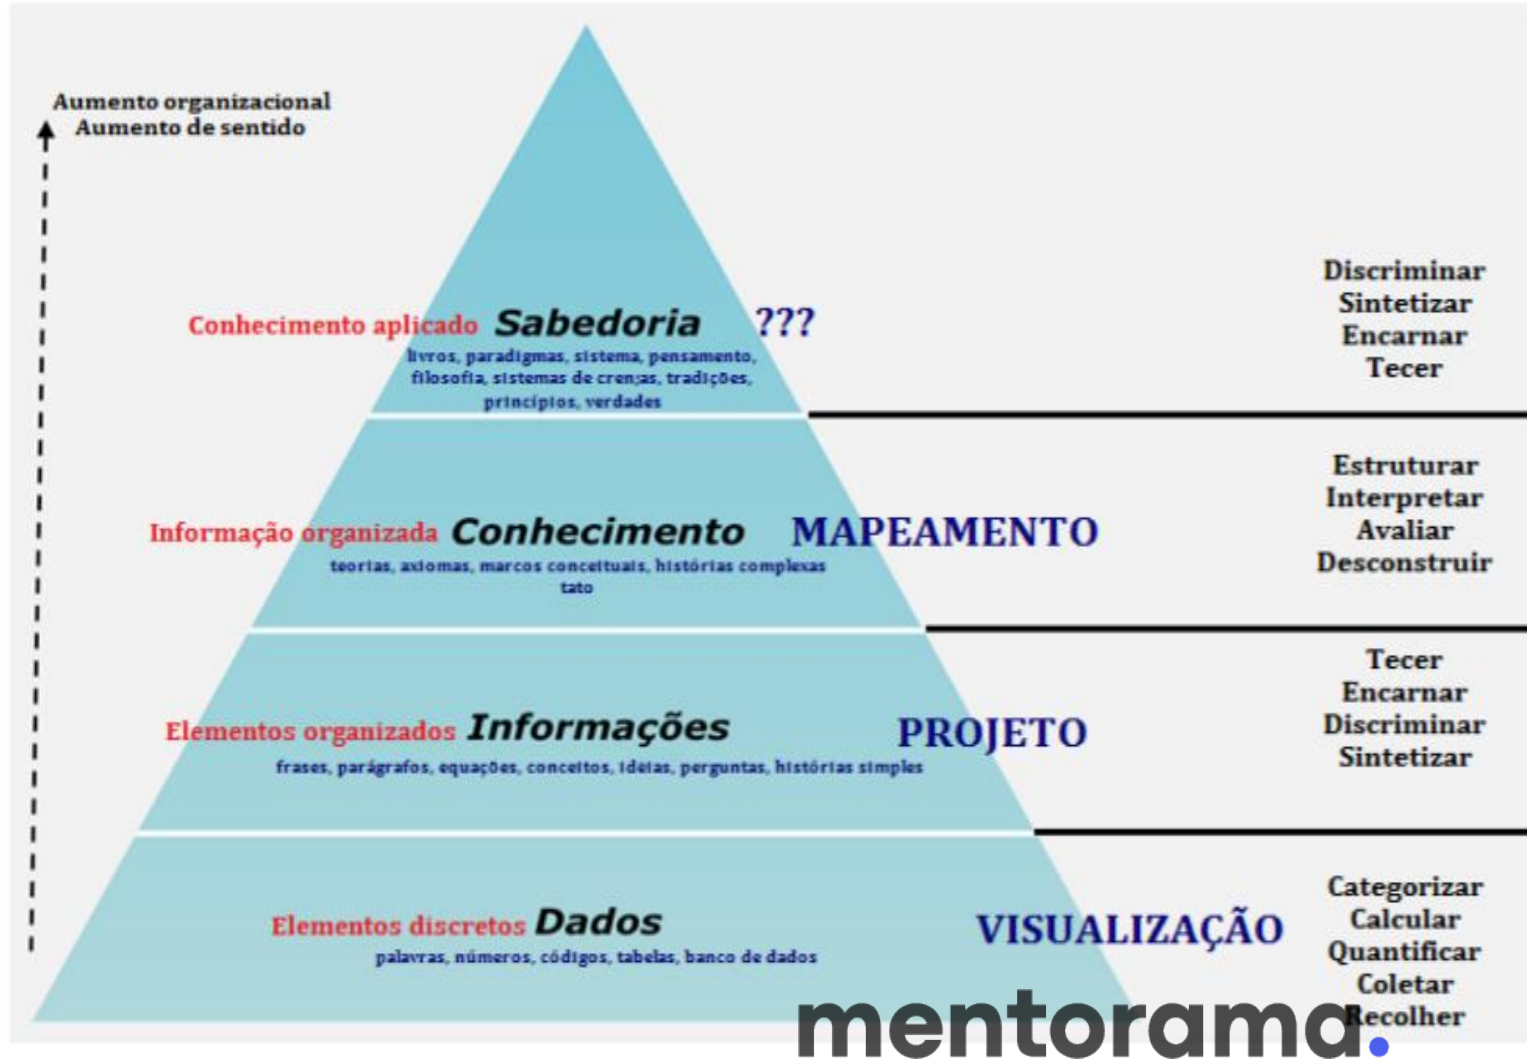 Aumento organizacional
Aumento de sentido
Conhecimento aplicado Sabedoria ???
livros, paradigmas, sistema, pensamento,
filosofia, sistemas de crenças, tradições,
princípios, verdades
Discriminar
Sintetizar
Encarnar
Tecer
Informação organizada Conhecimento MAPEAMENTO
teorias, axiomas, marcos conceituais, histórias complexas
tato
Estruturar
Interpretar
Avaliar
Desconstruir
Elementos organizados Informações PROJETO
frases, parágrafos, equações, conceitos, ideias, perguntas, histórias simples
Tecer
Encarnar
Discriminar
Sintetizar
Elementos discretos Dados VISUALIZAÇÃO
palavras, números, códigos, tabelas, banco de dados
Categorizar
Calcular
Quantificar
Coletar
Recolher
mentorama.